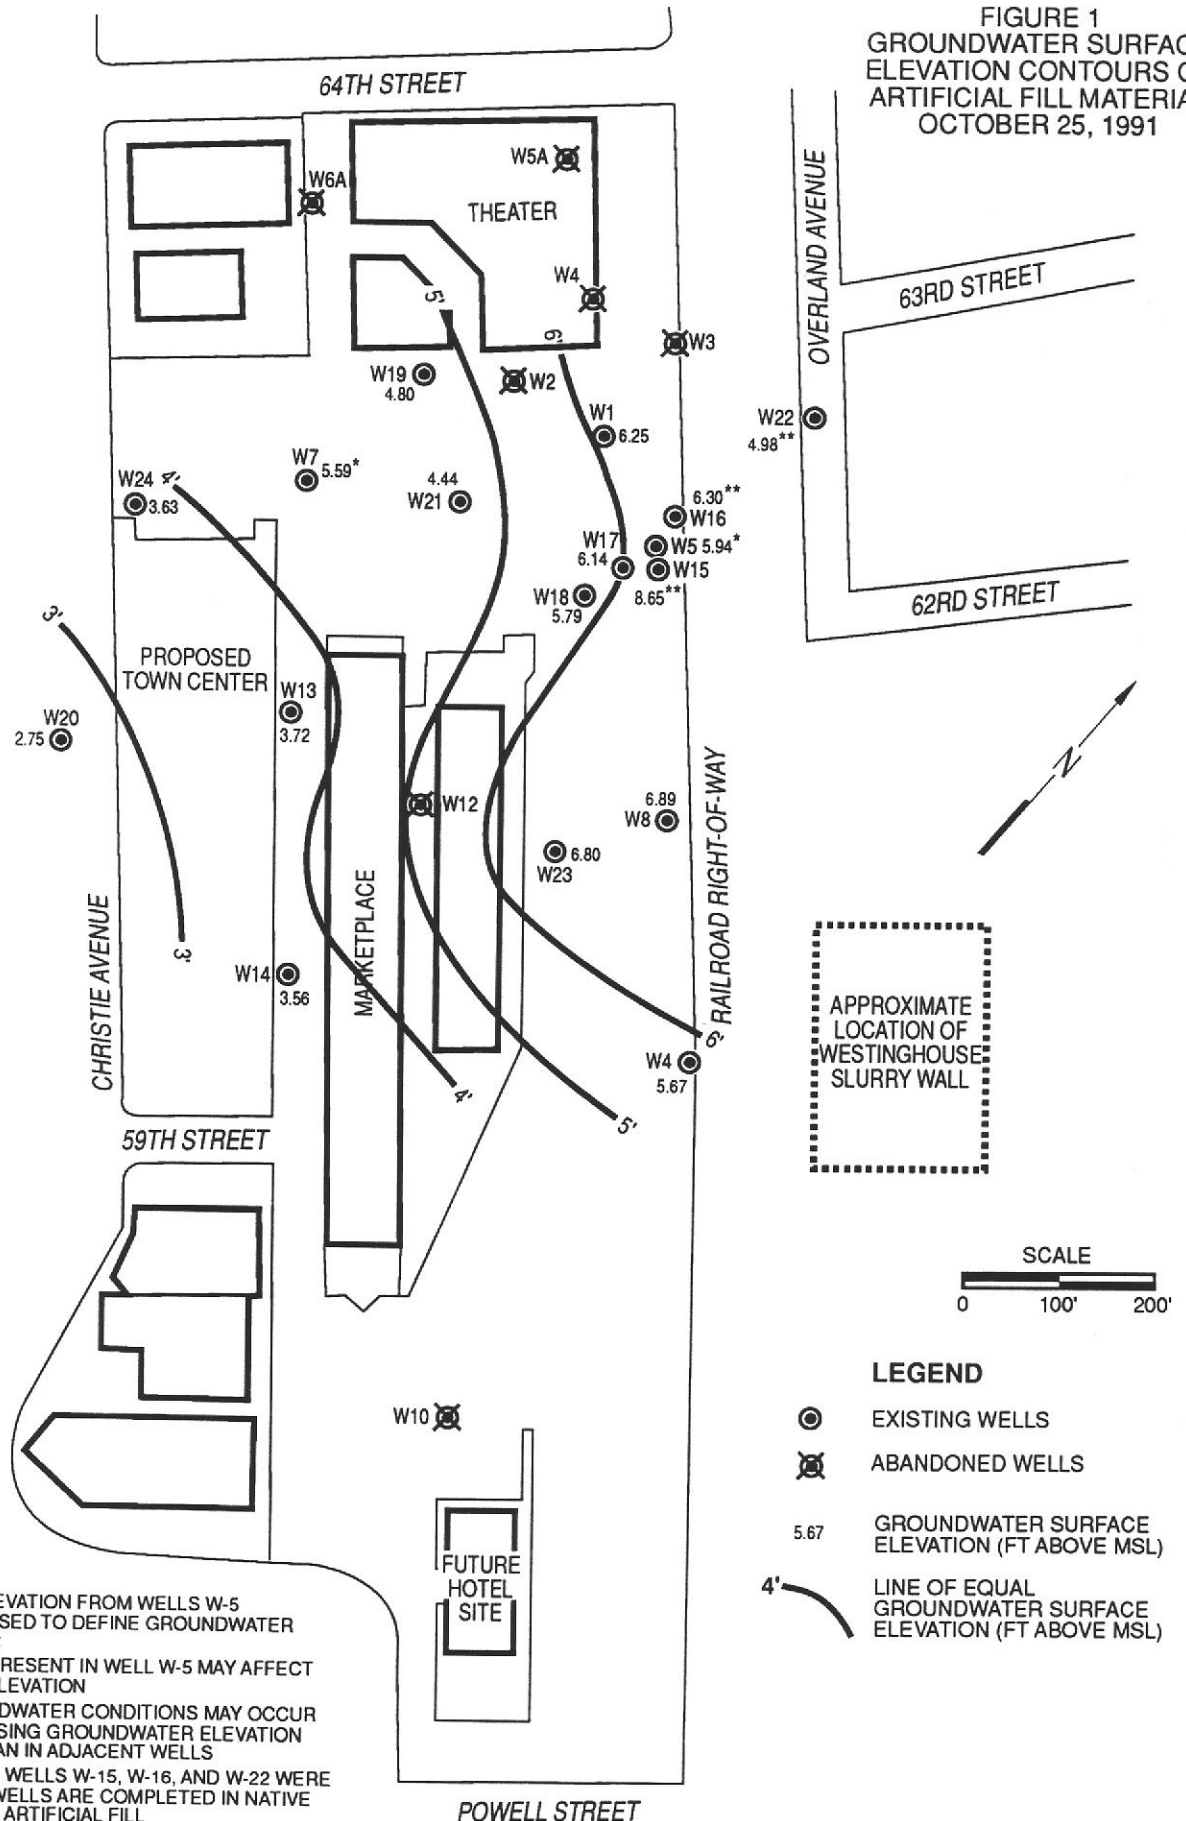 FIGURE 1
GROUNDWATER SURFAC
ELEVATION CONTOURS
ARTIFICIAL FILL MATERIA
OCTOBER 25, 1991
64TH STREET
W5A
W6A
THEATER
OVERLAND AVENUE
W4
5'
6'
63RD STREET
W3
W19
4.80
W2
W1
6.25
W22
4.98**
W7
5.59*
4.44
W21
W24
3.63
4'
6.30**
W16
W17
6.14
W5 5.94*
W15
8.65**
W18
5.79
62RD STREET
3'
PROPOSED
TOWN CENTER
W13
3.72
W20
2.75
N
W12
6.89
W8
6.80
W23
RAILROAD RIGHT-OF-WAY
MARKETPLACE
CHRISTIE AVENUE
3'
W14
3.56
APPROXIMATE
LOCATION OF
WESTINGHOUSE
SLURRY WALL
6'
W4
5.67
4'
5'
59TH STREET
SCALE
0 100' 200'
LEGEND
EXISTING WELLS
ABANDONED WELLS
5.67
GROUNDWATER SURFACE
ELEVATION (FT ABOVE MSL)
4'
LINE OF EQUAL
GROUNDWATER SURFACE
ELEVATION (FT ABOVE MSL)
W10
FUTURE
HOTEL
SITE
EVATION FROM WELLS W-5
SED TO DEFINE GROUNDWATER
RESENT IN WELL W-5 MAY AFFECT
LEVATION
DWATER CONDITIONS MAY OCCUR
SING GROUNDWATER ELEVATION
AN IN ADJACENT WELLS
WELLS W-15, W-16, AND W-22 WERE
WELLS ARE COMPLETED IN NATIVE
ARTIFICIAL FILL
POWELL STREET